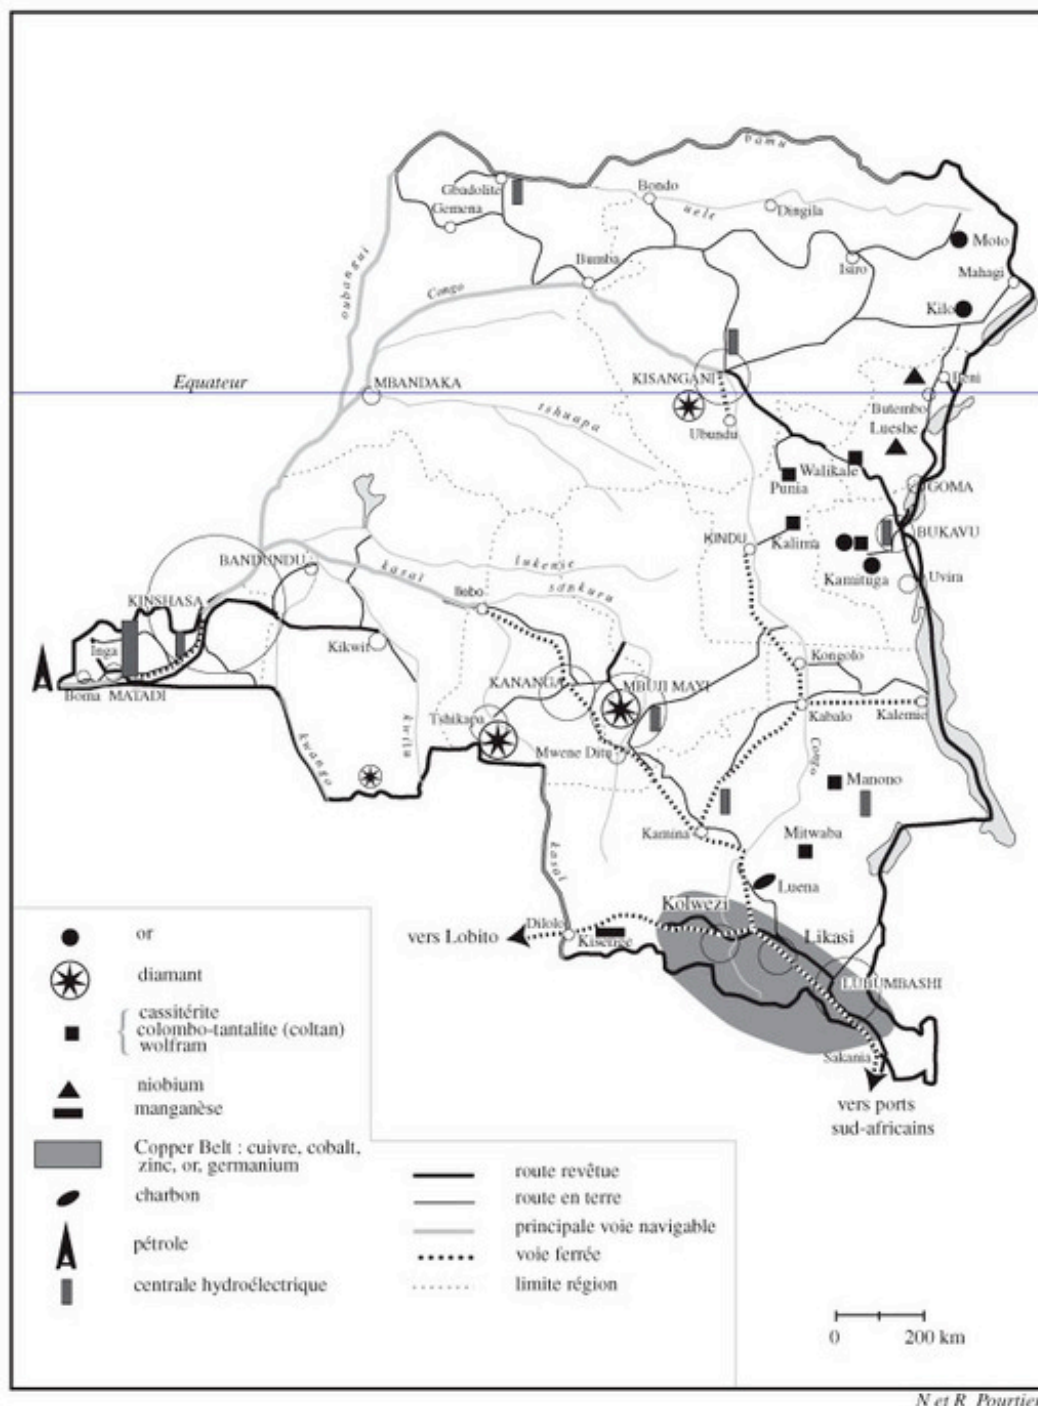 bamu
Gbadolite
Gemena
Bondo
uele
Dingila
oubangui
Moto
Bumba
Isiro
Mahagi
Congo
Kilo
Equateur
MBANDAKA
KISANGANI
tshuapa
Butembo
Ubundu
Lueshe
Walikale
Punia
GOMA
KINDU
Kalima
BUKAVU
BANDUNDU
kasaï
lukenie
sankuru
Kamituga
Uvira
KINSHASA
Ilebo
Inga
Kikwit
Kongolo
Boma
MATADI
KANANGA
MBUJI MAYI
Tshikapa
Kabalo
Kalemie
kwango
kwilu
Mwene Ditu
Congo
Manono
Kamina
Mitwaba
kasaï
Luena
Kolwezi
Dilolo
vers Lobito
Kisenge
Likasi
LUBUMBASHI
Sakania
vers ports
sud-africains
or
diamant
cassitérite
colombo-tantalite (coltan)
wolfram
niobium
manganèse
Copper Belt : cuivre, cobalt,
zinc, or, germanium
charbon
pétrole
centrale hydroélectrique
route revêtue
route en terre
principale voie navigable
voie ferrée
limite région
0
200 km
N et R Pourtier